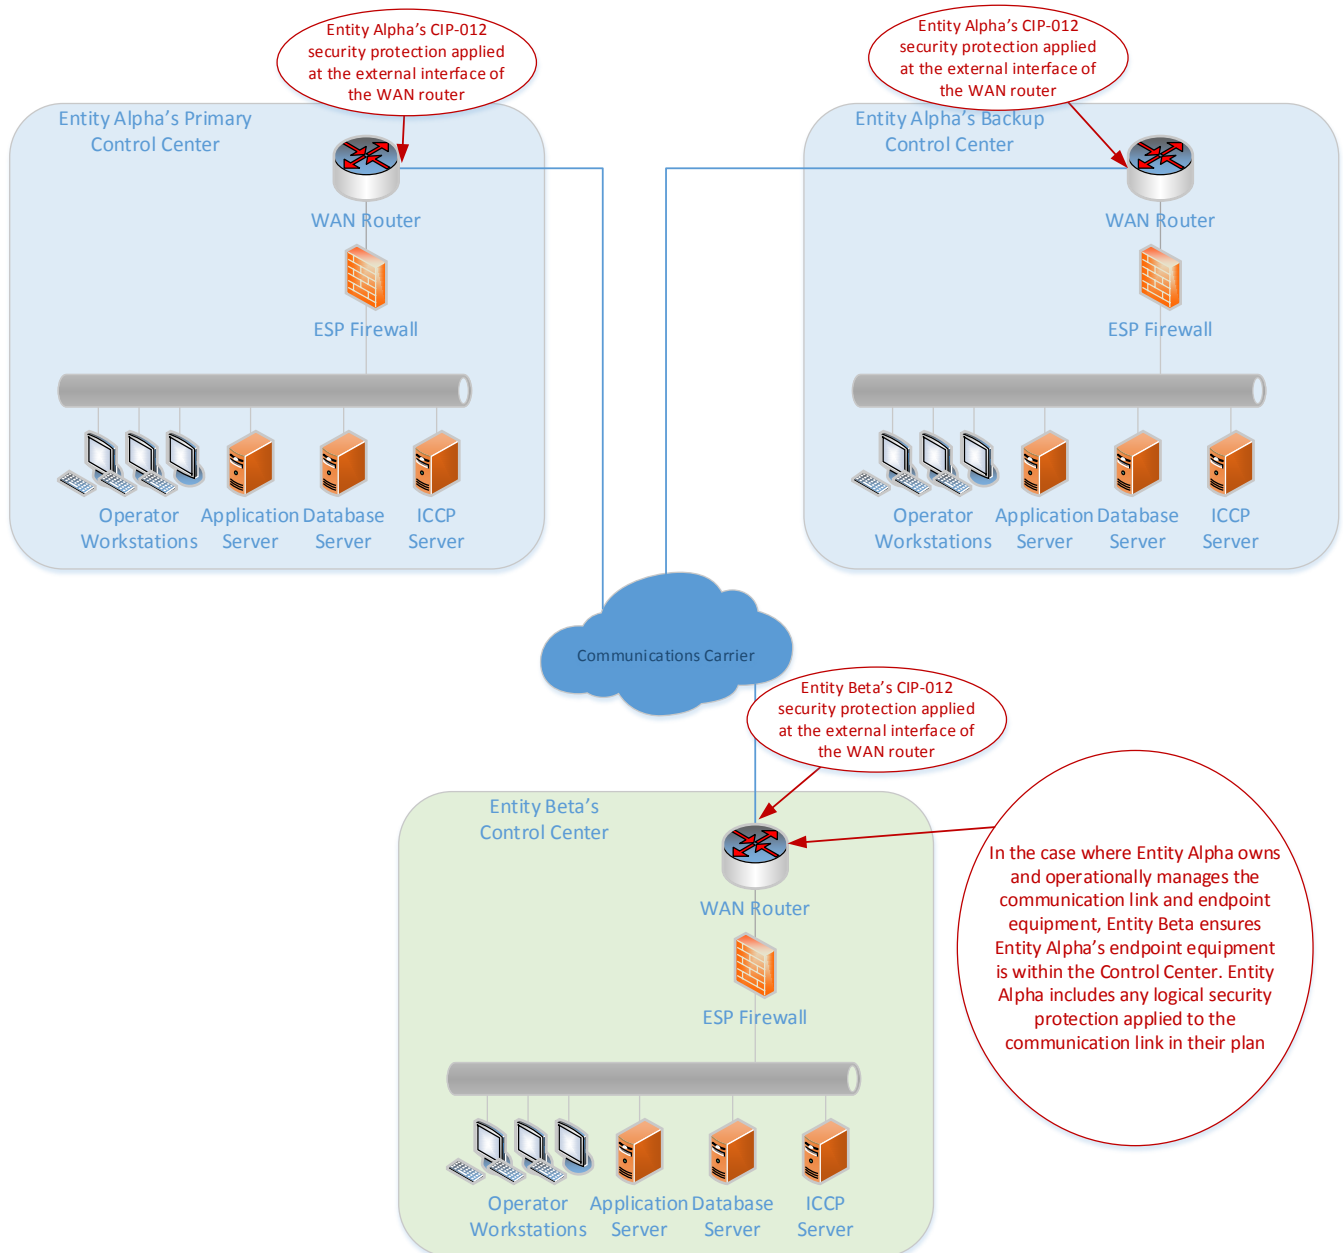 Entity Alpha’s CIP-012
security protection applied
at the external interface of
the WAN router
Entity Alpha’s CIP-012
security protection applied
at the external interface of
the WAN router
Entity Alpha’s Primary
Control Center
WAN Router
ESP Firewall
Operator
Workstations
Application
Server
Database
Server
ICCP
Server
Entity Alpha’s Backup
Control Center
WAN Router
ESP Firewall
Operator
Workstations
Application
Server
Database
Server
ICCP
Server
Communications Carrier
Entity Beta’s CIP-012
security protection applied
at the external interface of
the WAN router
Entity Beta’s
Control Center
WAN Router
ESP Firewall
Operator
Workstations
Application
Server
Database
Server
ICCP
Server
In the case where Entity Alpha owns
and operationally manages the
communication link and endpoint
equipment, Entity Beta ensures
Entity Alpha’s endpoint equipment
is within the Control Center. Entity
Alpha includes any logical security
protection applied to the
communication link in their plan